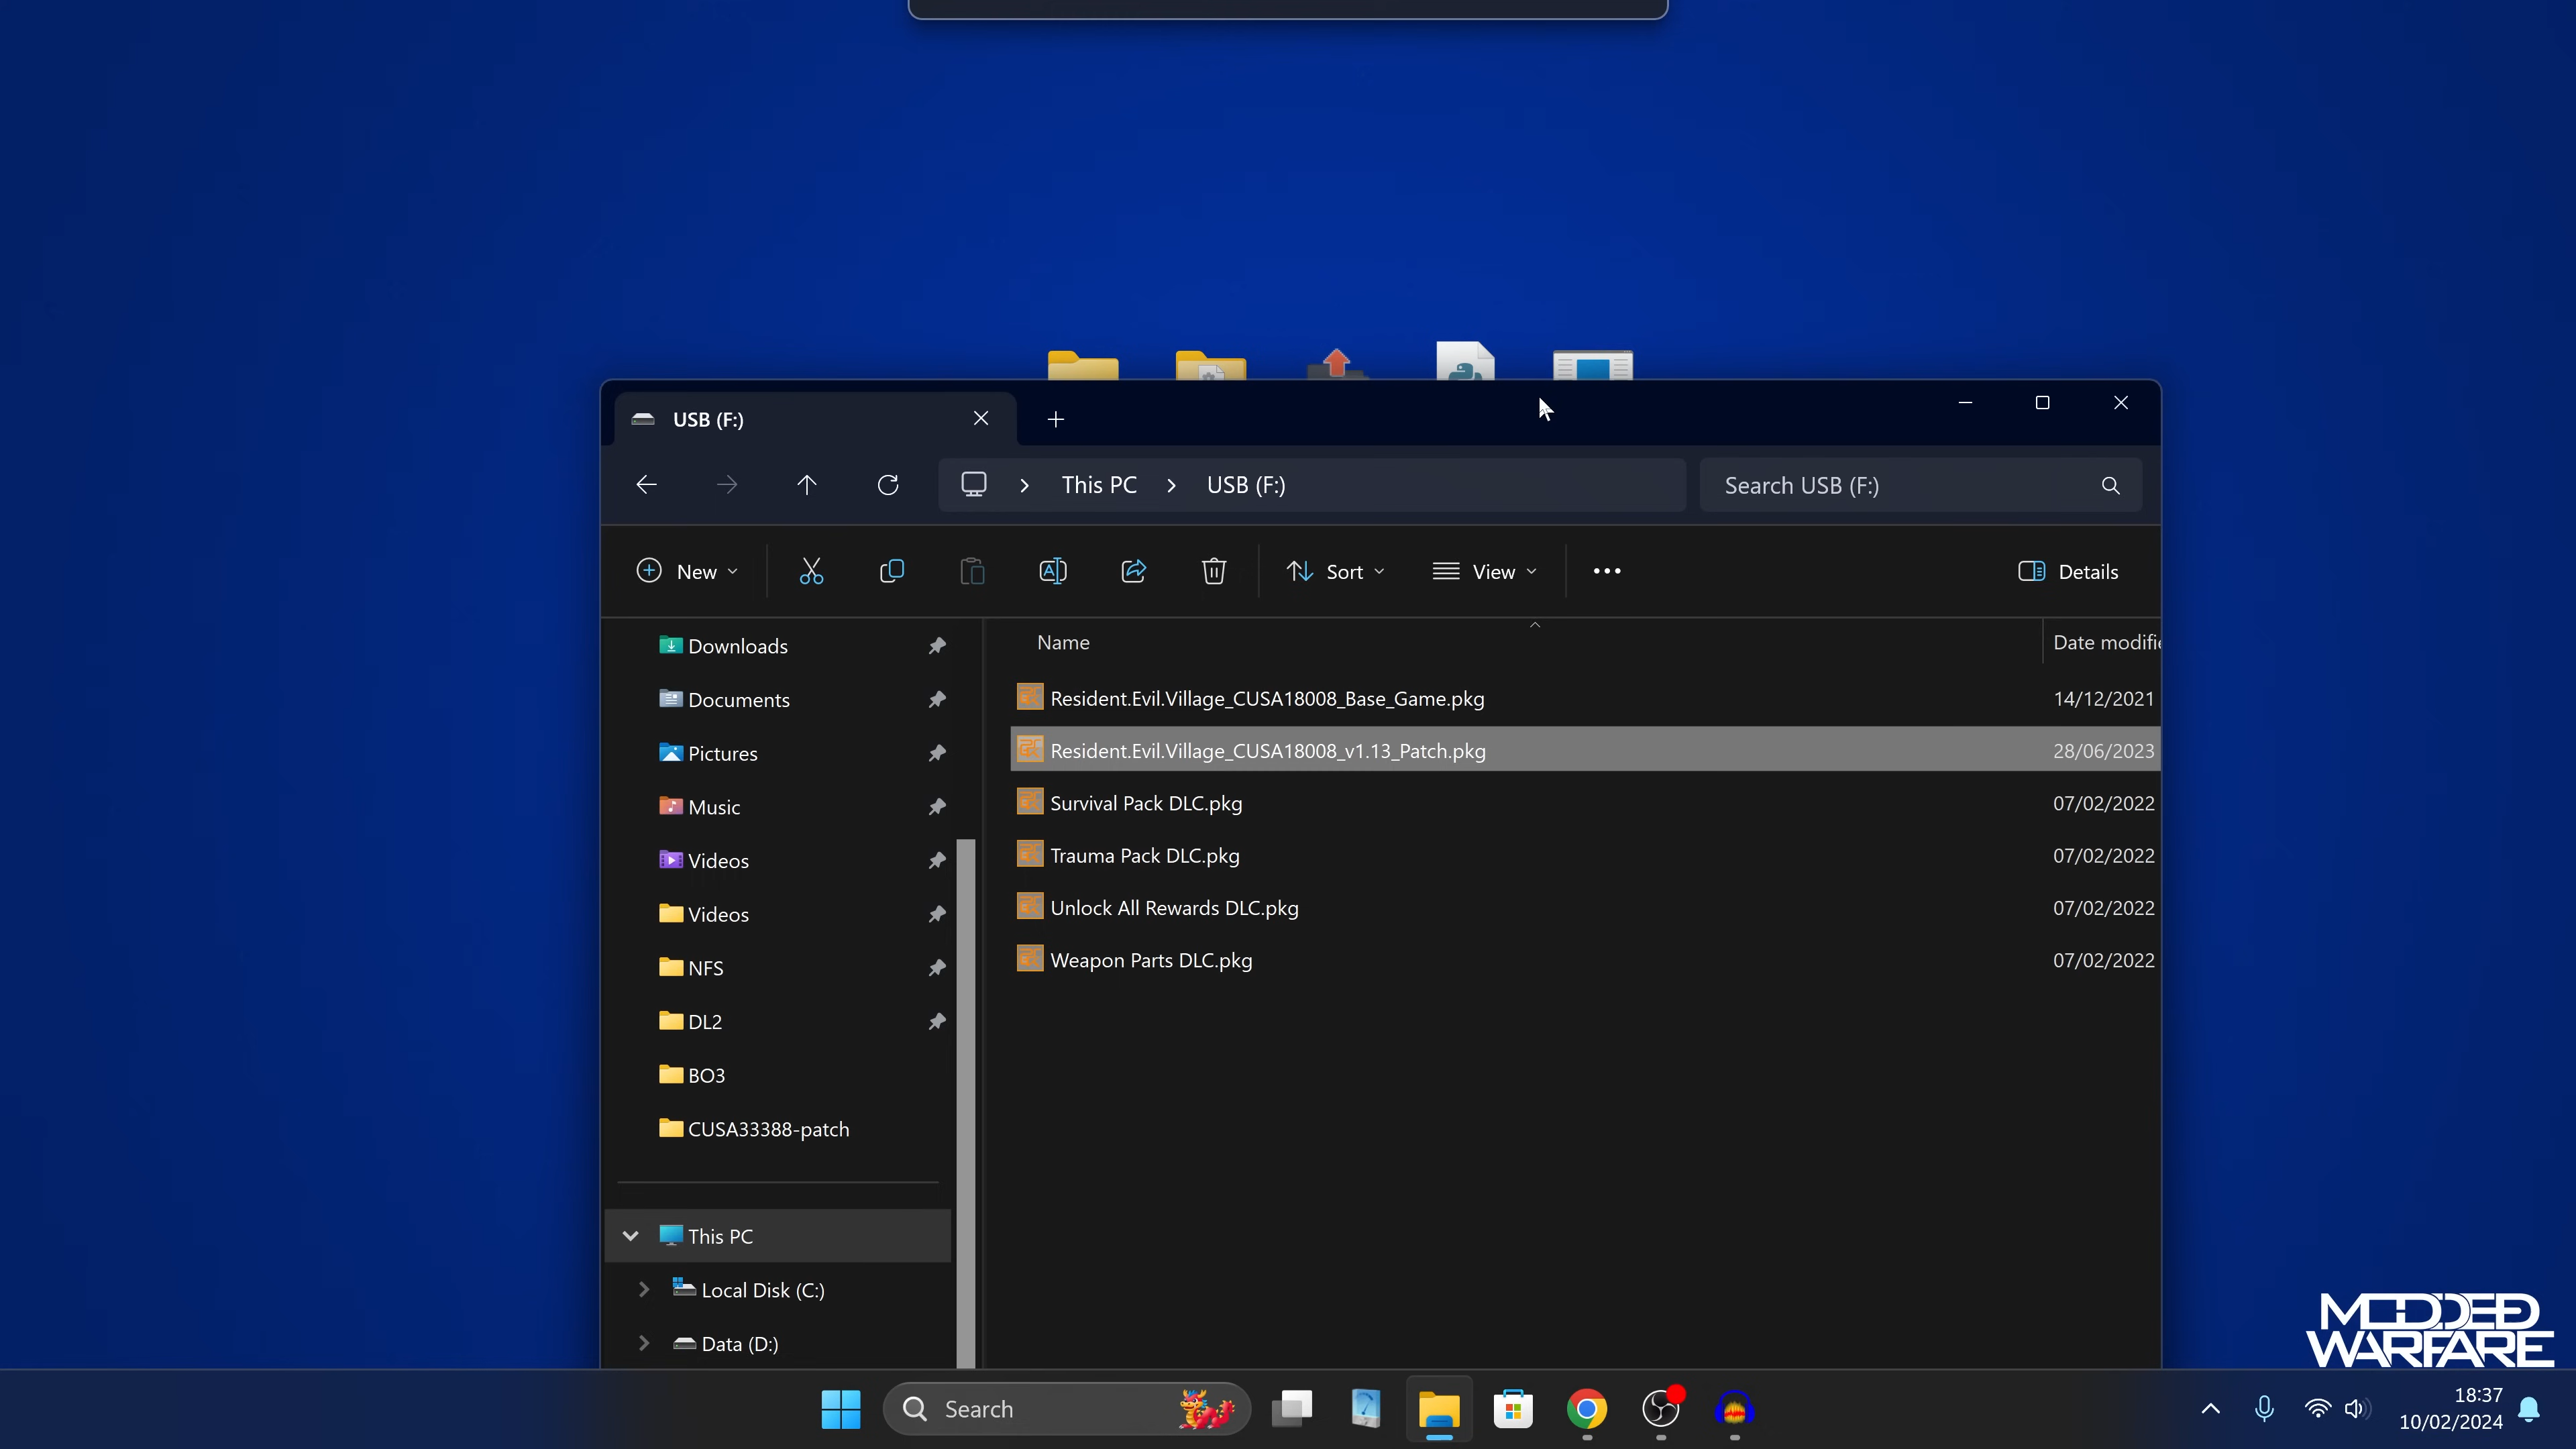 USB (F:)
This PC
USB (F:)
Search USB (F:)
New
Sort
View
Details
Name
Date modifie
Downloads
Documents
Pictures
Music
Videos
Videos
NFS
DL2
BO3
CUSA33388-patch
This PC
Local Disk (C:)
Data (D:)
Resident.Evil.Village_CUSA18008_Base_Game.pkg
14/12/2021
Resident.Evil.Village_CUSA18008_v1.13_Patch.pkg
28/06/2023
Survival Pack DLC.pkg
07/02/2022
Trauma Pack DLC.pkg
07/02/2022
Unlock All Rewards DLC.pkg
07/02/2022
Weapon Parts DLC.pkg
07/02/2022
MODDED
WARFARE
Search
18:37
10/02/2024